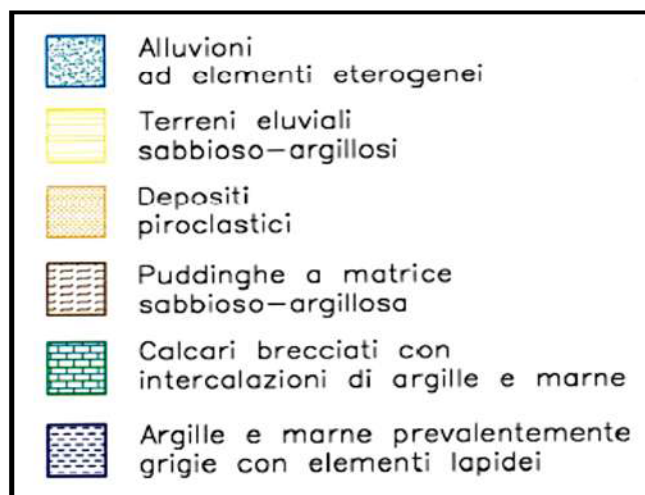 Alluvioni
ad elementi eterogenei
Terreni eluviali
sabbioso-argillosi
Depositi
piroclastici
Puddinghe a matrice
sabbioso-argillosa
Calcari brecciati con
intercalazioni di argille e marne
Argille e marne prevalentemente
grigie con elementi lapidei